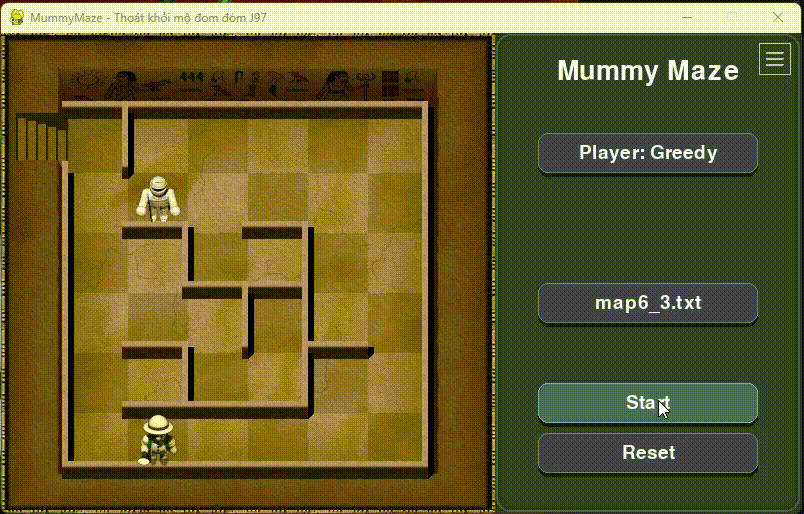 MummyMaze - Thoát khỏi mộ đom đóm J97
Mummy Maze
Player: Greedy
map6_3.txt
Start
Reset